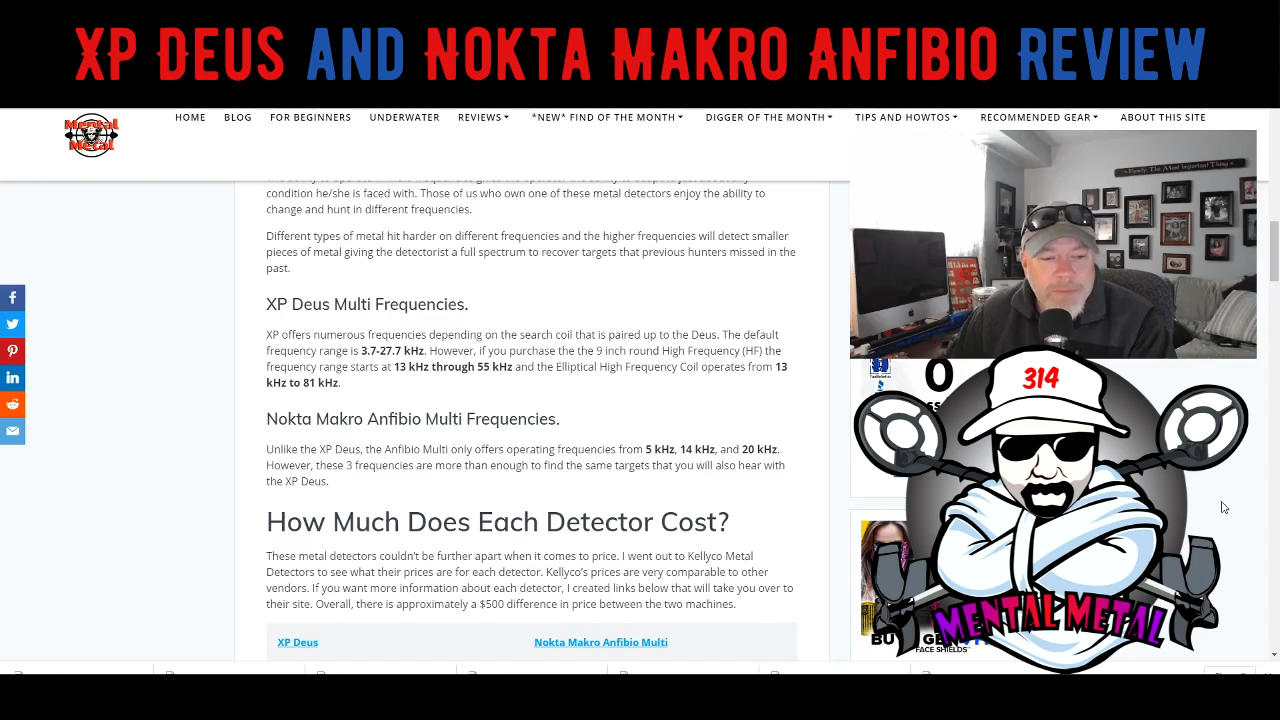 XP DEUS AND NOKTA MAKRO ANFIBIO REVIEW
Mental
Metal
HOME BLOG FOR BEGINNERS UNDERWATER REVIEWS *NEW* FIND OF THE MONTH DIGGER OF THE MONTH TIPS AND HOWTOS RECOMMENDED GEAR ABOUT THIS SITE
condition he/she is faced with. Those of us who own one of these metal detectors enjoy the ability to
change and hunt in different frequencies.
Different types of metal hit harder on different frequencies and the higher frequencies will detect smaller
pieces of metal giving the detectorist a full spectrum to recover targets that previous hunters missed in the
past.
XP Deus Multi Frequencies.
XP offers numerous frequencies depending on the search coil that is paired up to the Deus. The default
frequency range is 3.7-27.7 kHz. However, if you purchase the the 9 inch round High Frequency (HF) the
frequency range starts at 13 kHz through 55 kHz and the Elliptical High Frequency Coil operates from 13
kHz to 81 kHz.
Nokta Makro Anfibio Multi Frequencies.
Unlike the XP Deus, the Anfibio Multi only offers operating frequencies from 5 kHz, 14 kHz, and 20 kHz.
However, these 3 frequencies are more than enough to find the same targets that you will also hear with
the XP Deus.
How Much Does Each Detector Cost?
These metal detectors couldn't be further apart when it comes to price. I went out to Kellyco Metal
Detectors to see what their prices are for each detector. Kellyco's prices are very comparable to other
vendors. If you want more information about each detector, I created links below that will take you over to
their site. Overall, there is approximately a $500 difference in price between the two machines.
XP Deus Nokta Makro Anfibio Multi
314
MENTAL METAL
FACE SHIELDS